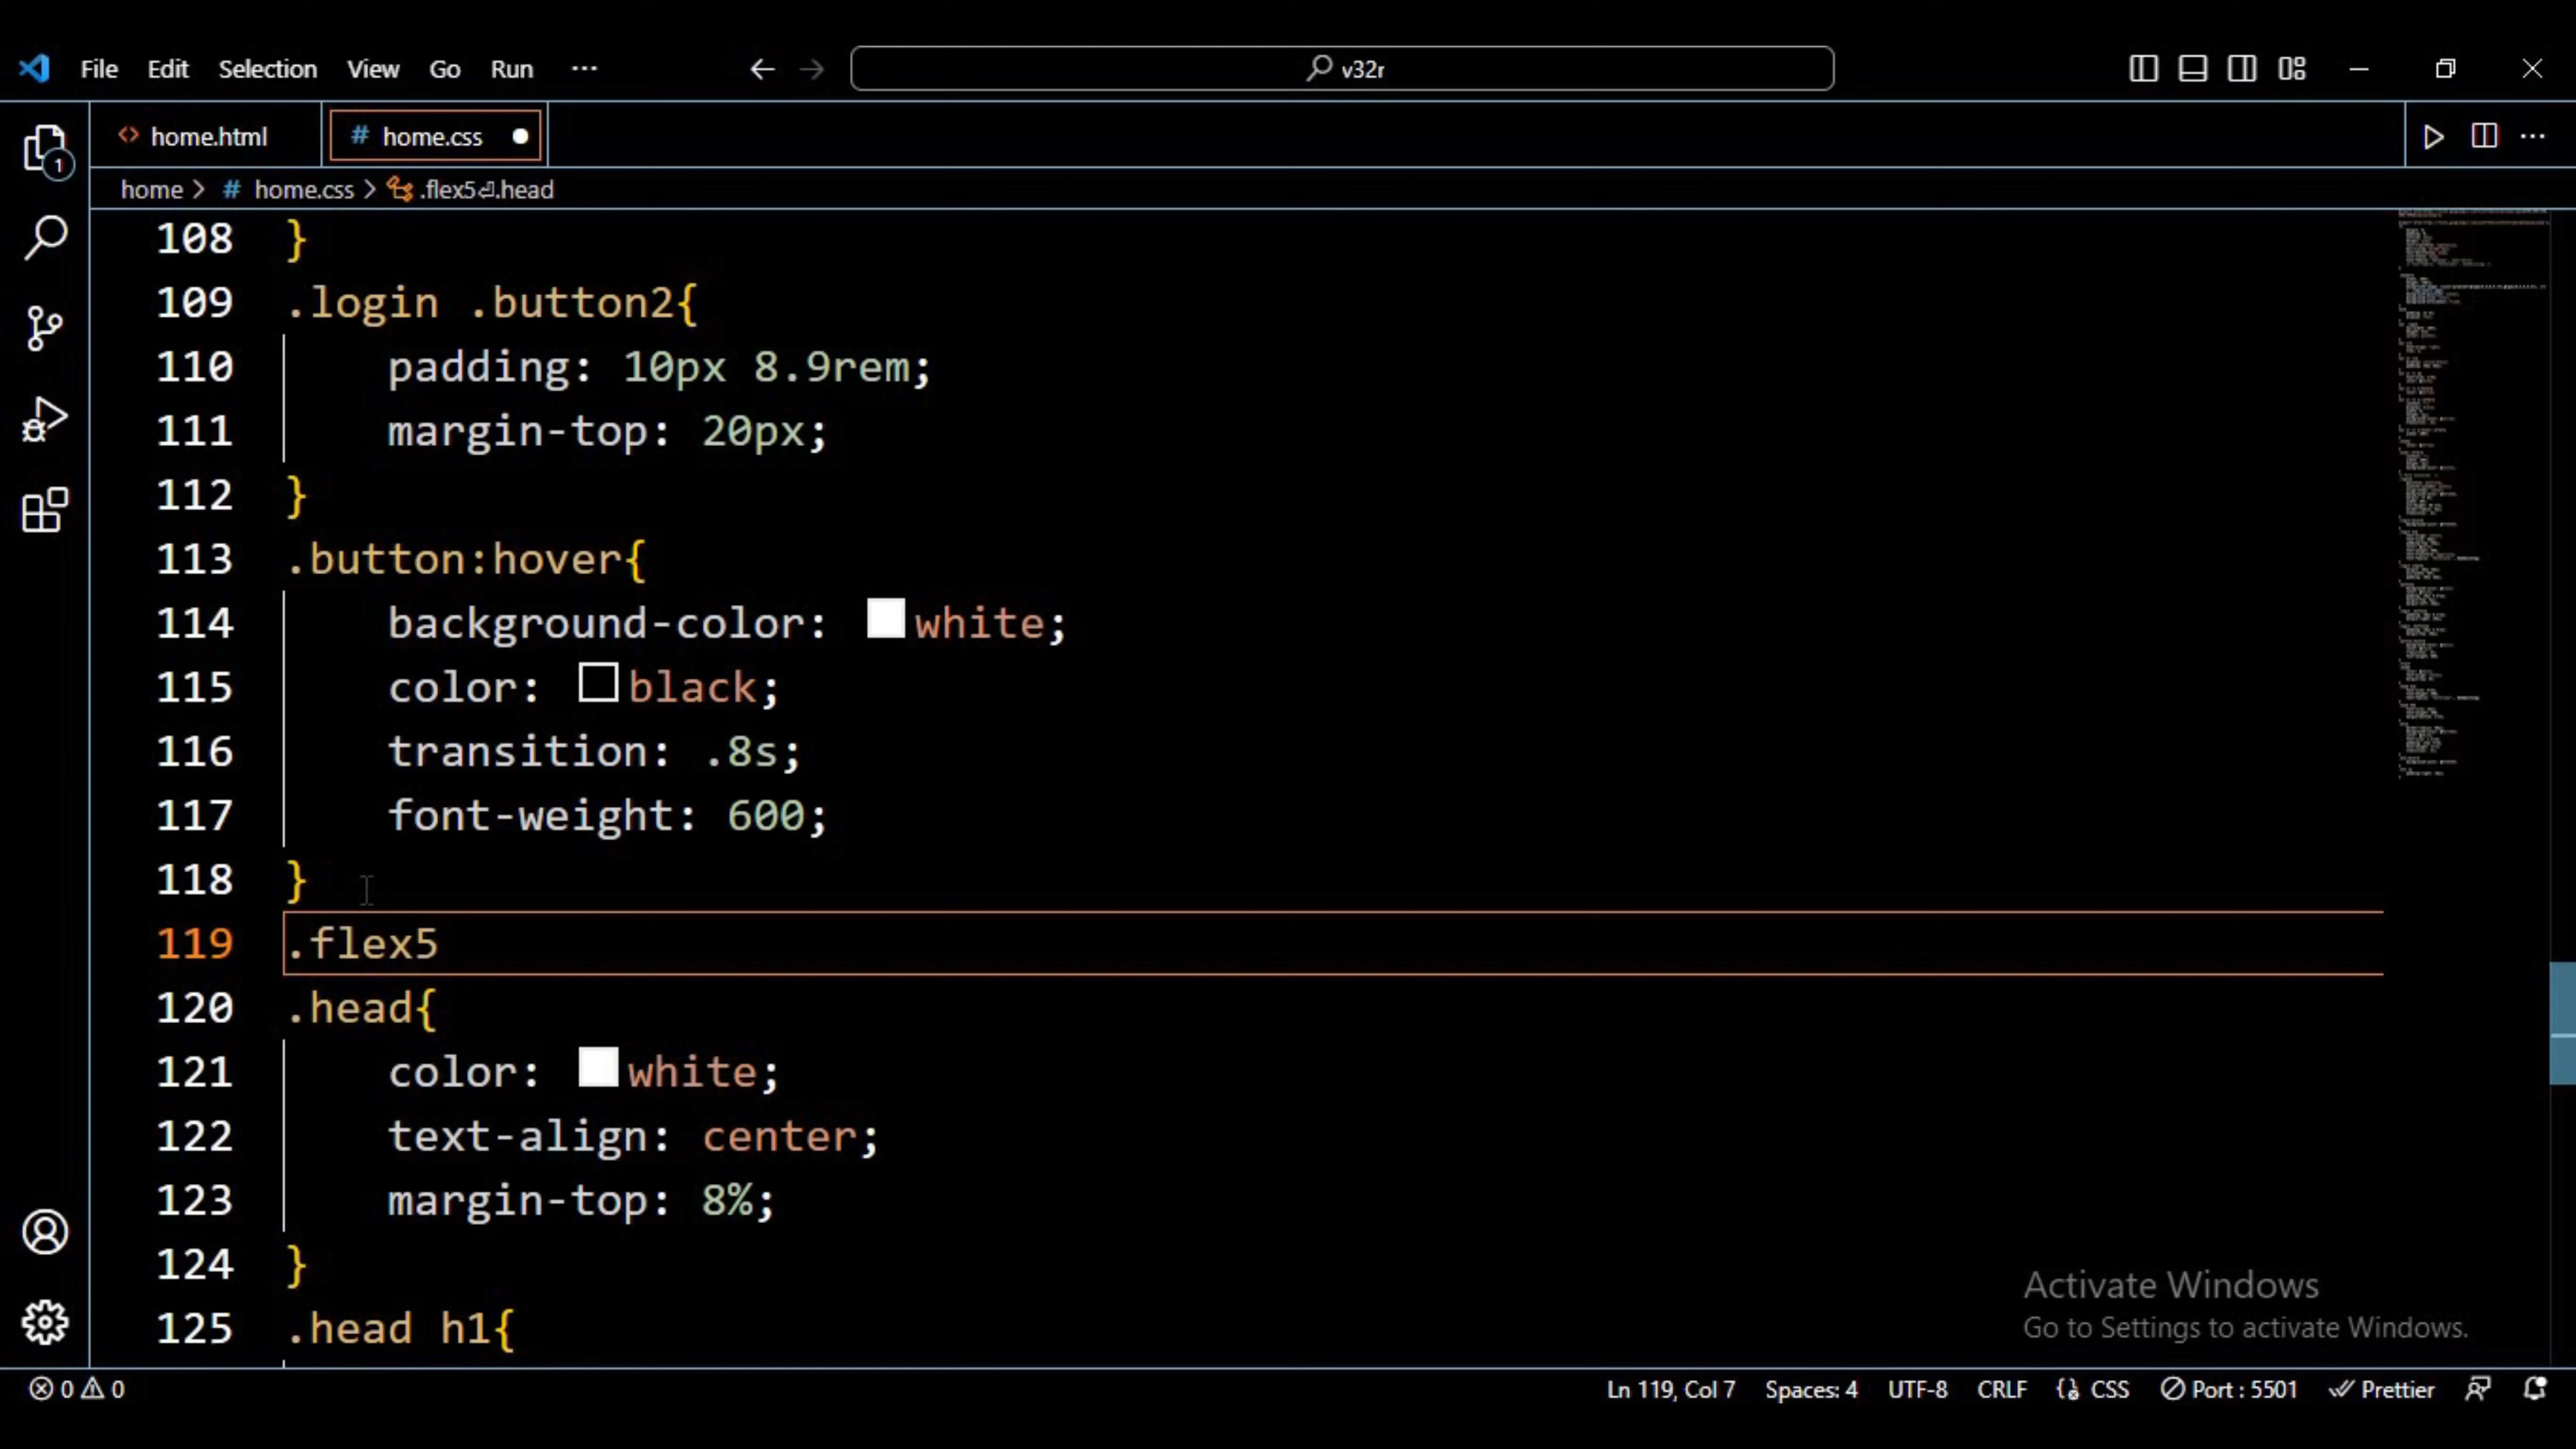 File Edit Selection View Go Run ··· v32r
home.html home.css
home > # home.css > .flex5⏎.head
108 }
109 .login .button2{
110 padding: 10px 8.9rem;
111 margin-top: 20px;
112 }
113 .button:hover{
114 background-color: white;
115 color: black;
116 transition: .8s;
117 font-weight: 600;
118 }
119 .flex5
120 .head{
121 color: white;
122 text-align: center;
123 margin-top: 8%;
124 }
125 .head h1{
1
Activate Windows
Go to Settings to activate Windows.
0 0 Ln 119, Col 7 Spaces: 4 UTF-8 CRLF CSS Port : 5501 Prettier